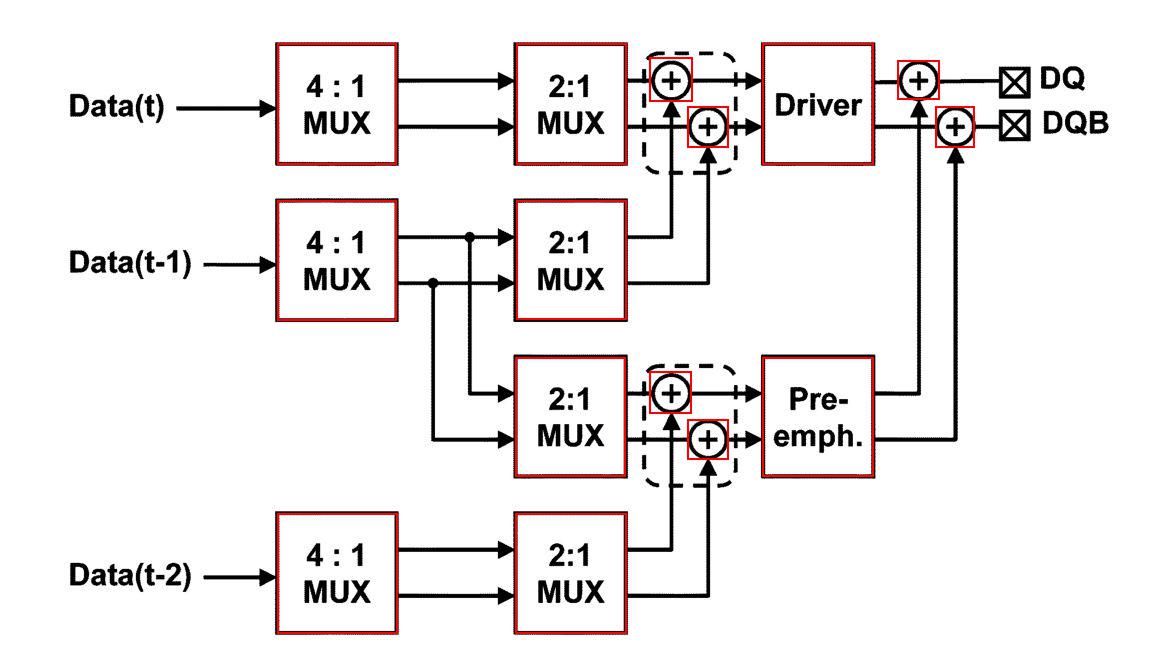 Data(t)
4 : 1
MUX
2:1
MUX
+
+
Driver
+
+
DQ
DQB
Data(t-1)
4 : 1
MUX
2:1
MUX
2:1
MUX
+
+
Pre-
emph.
Data(t-2)
4 : 1
MUX
2:1
MUX